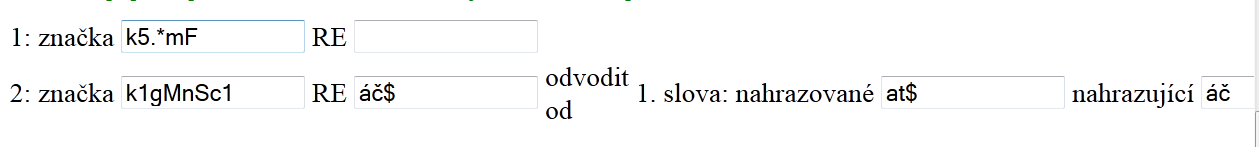 1: značka k5.*mF RE
2: značka k1gMnSc1 RE áč$ odvodit od 1. slova: nahrazované at$ nahrazující áč